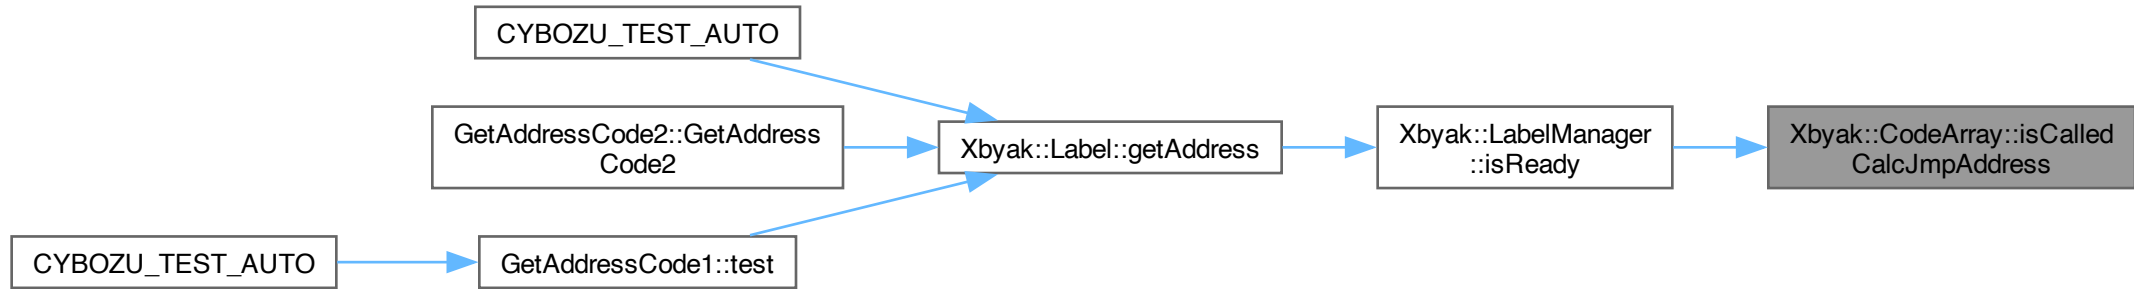 CYBOZU_TEST_AUTO
GetAddressCode2::GetAddress
Code2
Xbyak::Label::getAddress
Xbyak::LabelManager
::isReady
Xbyak::CodeArray::isCalled
CalcJmpAddress
CYBOZU_TEST_AUTO
GetAddressCode1::test